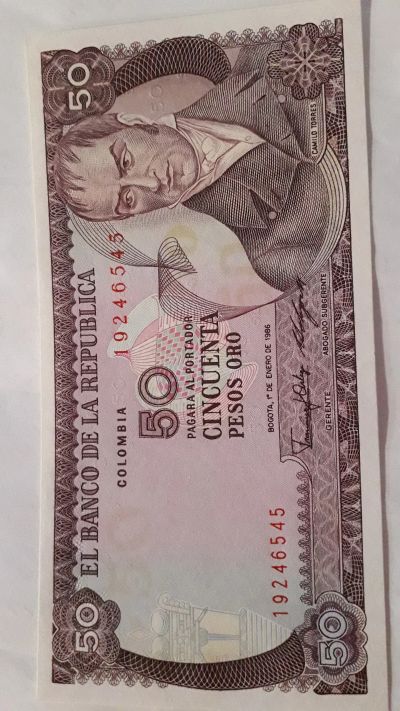 50
EL BANCO DE LA REPUBLICA
COLOMBIA
19246545
50
PAGARA AL PORTADOR
CINCUENTA
PESOS ORO
BOGOTA, 1º DE ENERO DE 1986
GERENTE
ABOGADO SUBGERENTE
CAMILO TORRES
19246545
50
50